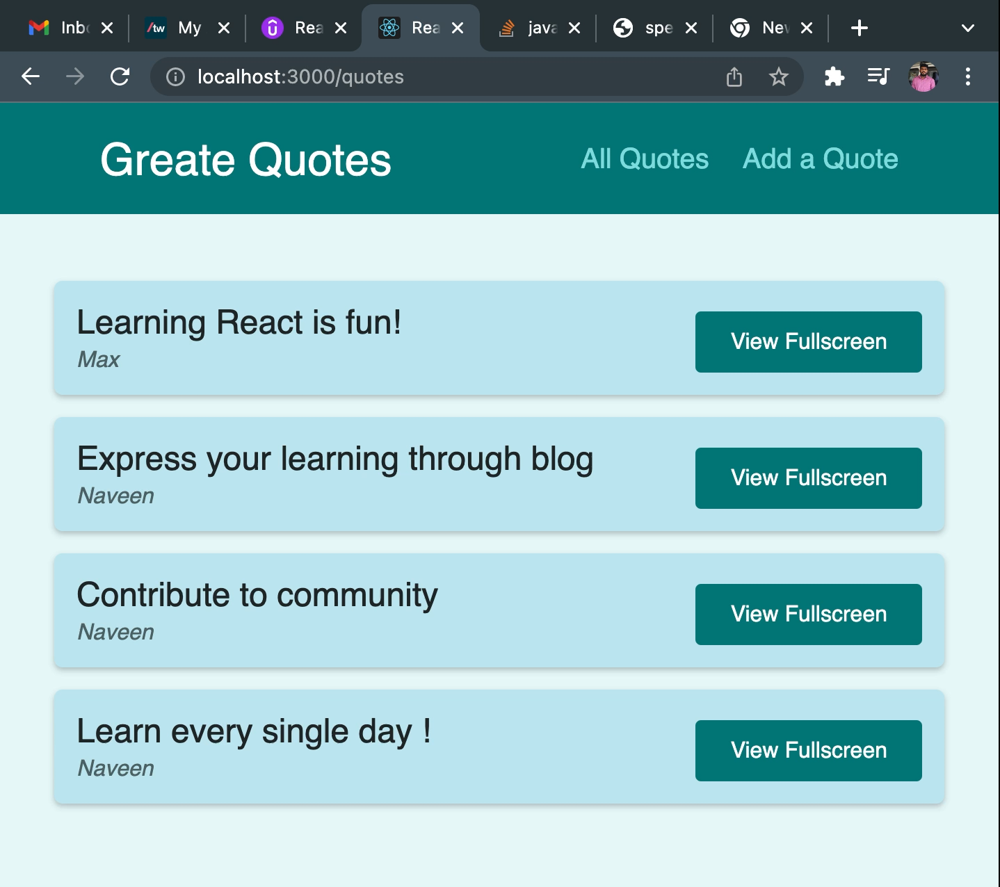 Inbo
/tw My
Rea
Rea
java
spe
New
localhost:3000/quotes
Greate Quotes
All Quotes
Add a Quote
Learning React is fun!
Max
View Fullscreen
Express your learning through blog
Naveen
View Fullscreen
Contribute to community
Naveen
View Fullscreen
Learn every single day !
Naveen
View Fullscreen